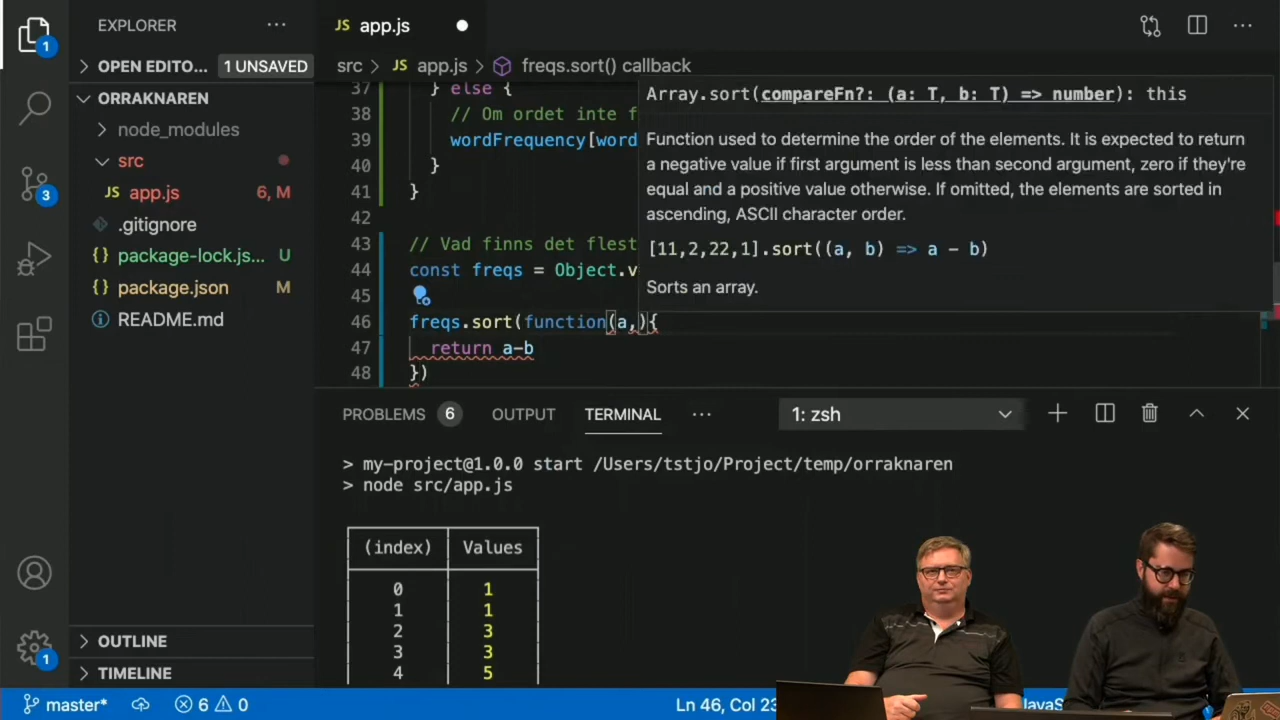 EXPLORER
OPEN EDITO... 1 UNSAVED
ORRAKNAREN
node_modules
src
JS app.js 6, M
.gitignore
{} package-lock.js... U
{} package.json M
README.md
OUTLINE
TIMELINE
1
3
1
JS app.js
src > JS app.js > freqs.sort() callback
37 } else {
38 // Om ordet inte f
39 wordFrequency[word
40 }
41 }
42
43 // Vad finns det flest
44 const freqs = Object.v
45
46 freqs.sort(function(a,){
47 return a-b
48 })
Array.sort(compareFn?: (a: T, b: T) => number): this
Function used to determine the order of the elements. It is expected to return
a negative value if first argument is less than second argument, zero if they're
equal and a positive value otherwise. If omitted, the elements are sorted in
ascending, ASCII character order.
[11,2,22,1].sort((a, b) => a - b)
Sorts an array.
PROBLEMS 6 OUTPUT TERMINAL ... 1: zsh
> my-project@1.0.0 start /Users/tstjo/Project/temp/orraknaren
> node src/app.js
(index) Values
0 1
1 1
2 3
3 3
4 5
master* 6 0 Ln 46, Col 23